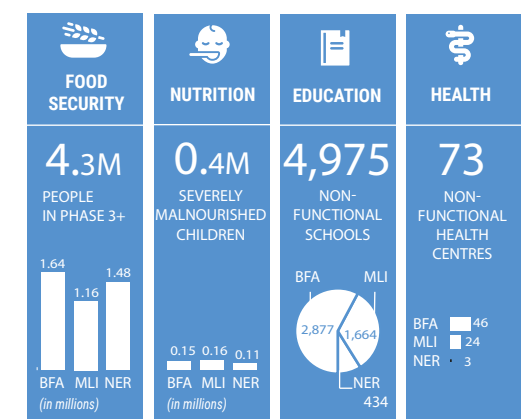 FOOD
SECURITY
4.3M
PEOPLE
IN PHASE 3+
1.64
1.16
1.48
BFA MLI NER
(in millions)
NUTRITION
0.4M
SEVERELY
MALNOURISHED
CHILDREN
0.15 0.16 0.11
BFA MLI NER
(in millions)
EDUCATION
4,975
NON-
FUNCTIONAL
SCHOOLS
BFA MLI
2,877 1,664
NER
434
HEALTH
73
NON-
FUNCTIONAL
HEALTH
CENTRES
BFA 46
MLI 24
NER 3